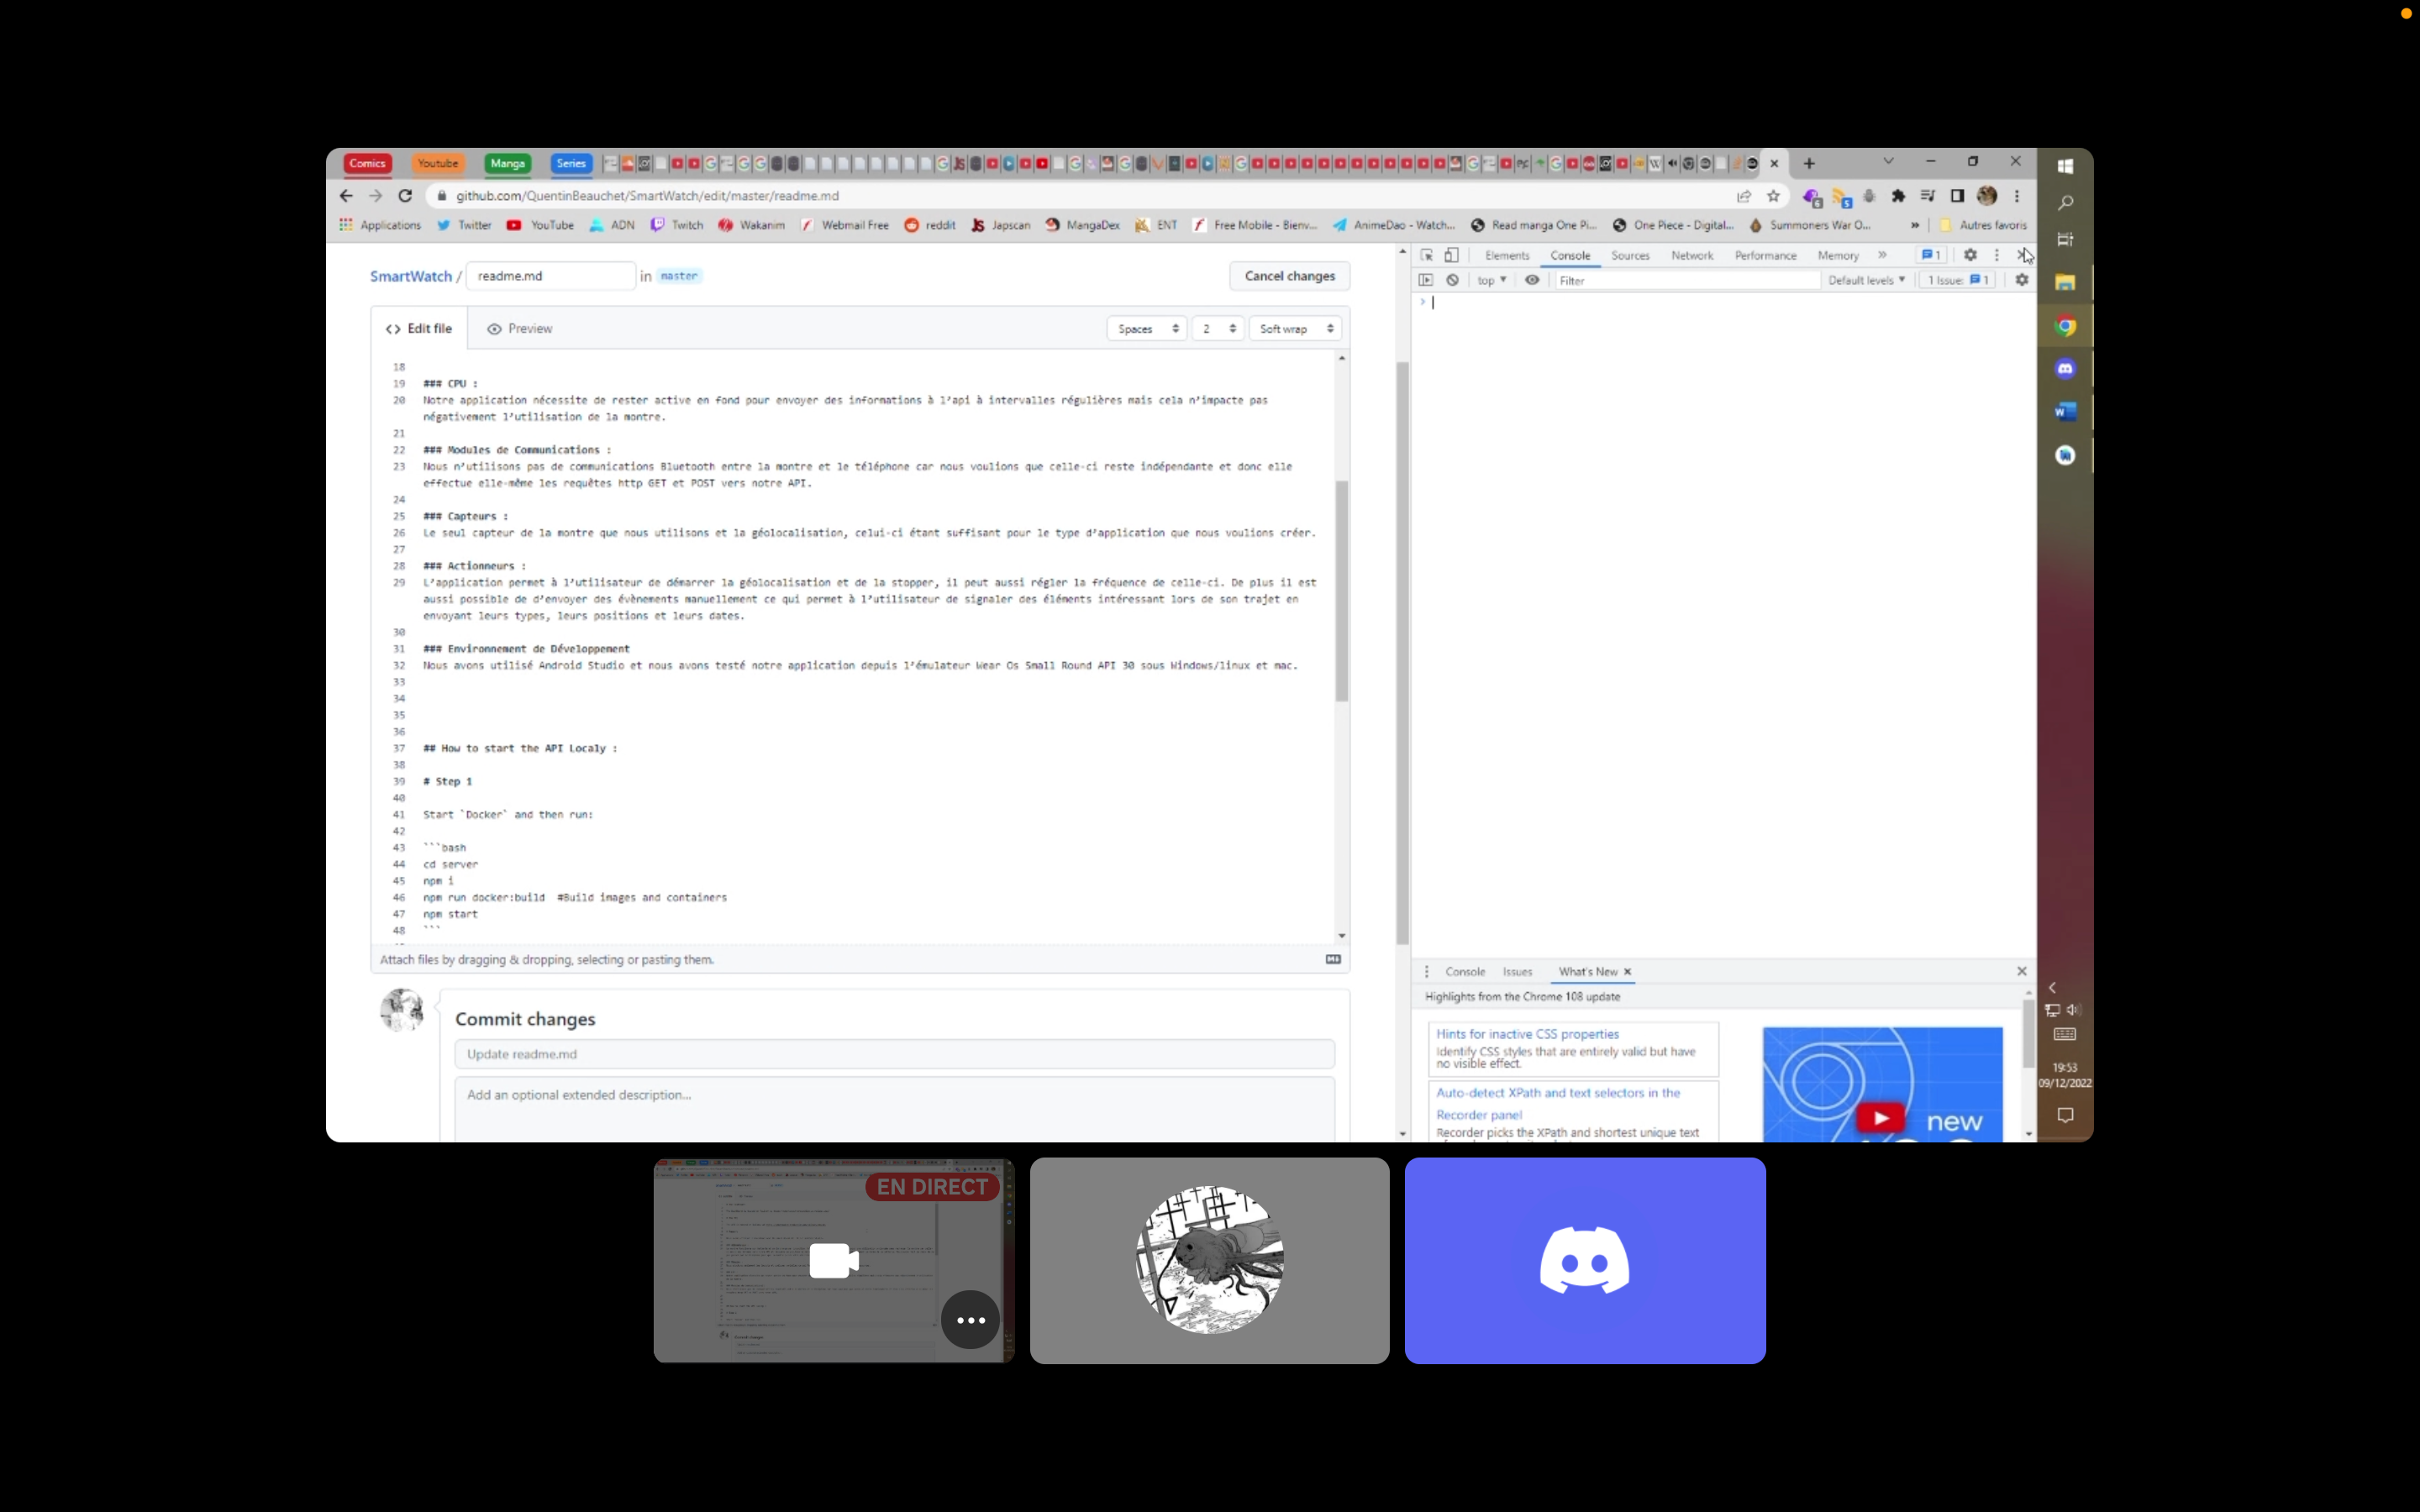 Comics Youtube Manga Series
github.com/QuentinBeauchet/SmartWatch/edit/master/readme.md
Applications Twitter YouTube ADN Twitch Wakanim Webmail Free reddit Japscan MangaDex ENT Free Mobile - Bienv... AnimeDao - Watch... Read manga One Pi... One Piece - Digital... Summoners War O... » Autres favoris
SmartWatch / readme.md in master Cancel changes
<> Edit file Preview Spaces 2 Soft wrap
18
19 ### CPU :
20 Notre application nécessite de rester active en fond pour envoyer des informations à l'api à intervalles régulières mais cela n'impacte pas
négativement l'utilisation de la montre.
21
22 ### Modules de Communications :
23 Nous n'utilisons pas de communications Bluetooth entre la montre et le téléphone car nous voulions que celle-ci reste indépendante et donc elle
effectue elle-même les requêtes http GET et POST vers notre API.
24
25 ### Capteurs :
26 Le seul capteur de la montre que nous utilisons et la géolocalisation, celui-ci étant suffisant pour le type d'application que nous voulions créer.
27
28 ### Actionneurs :
29 L'application permet à l'utilisateur de démarrer la géolocalisation et de la stopper, il peut aussi régler la fréquence de celle-ci. De plus il est
aussi possible de d'envoyer des évènements manuellement ce qui permet à l'utilisateur de signaler des éléments intéressant lors de son trajet en
envoyant leurs types, leurs positions et leurs dates.
30
31 ### Environnement de Développement
32 Nous avons utilisé Android Studio et nous avons testé notre application depuis l'émulateur Wear Os Small Round API 30 sous Windows/linux et mac.
33
34
35
36
37 ## How to start the API Localy :
38
39 # Step 1
40
41 Start `Docker` and then run:
42
43 ```bash
44 cd server
45 npm i
46 npm run docker:build  #Build images and containers
47 npm start
48 ```
Attach files by dragging & dropping, selecting or pasting them.
Commit changes
Update readme.md
Add an optional extended description...
Elements Console Sources Network Performance Memory » 1
top Filter Default levels 1 Issue: 1
>
Console Issues What's New
Highlights from the Chrome 108 update
Hints for inactive CSS properties
Identify CSS styles that are entirely valid but have
no visible effect.
Auto-detect XPath and text selectors in the
Recorder panel
Recorder picks the XPath and shortest unique text
new
19:53
09/12/2022
EN DIRECT